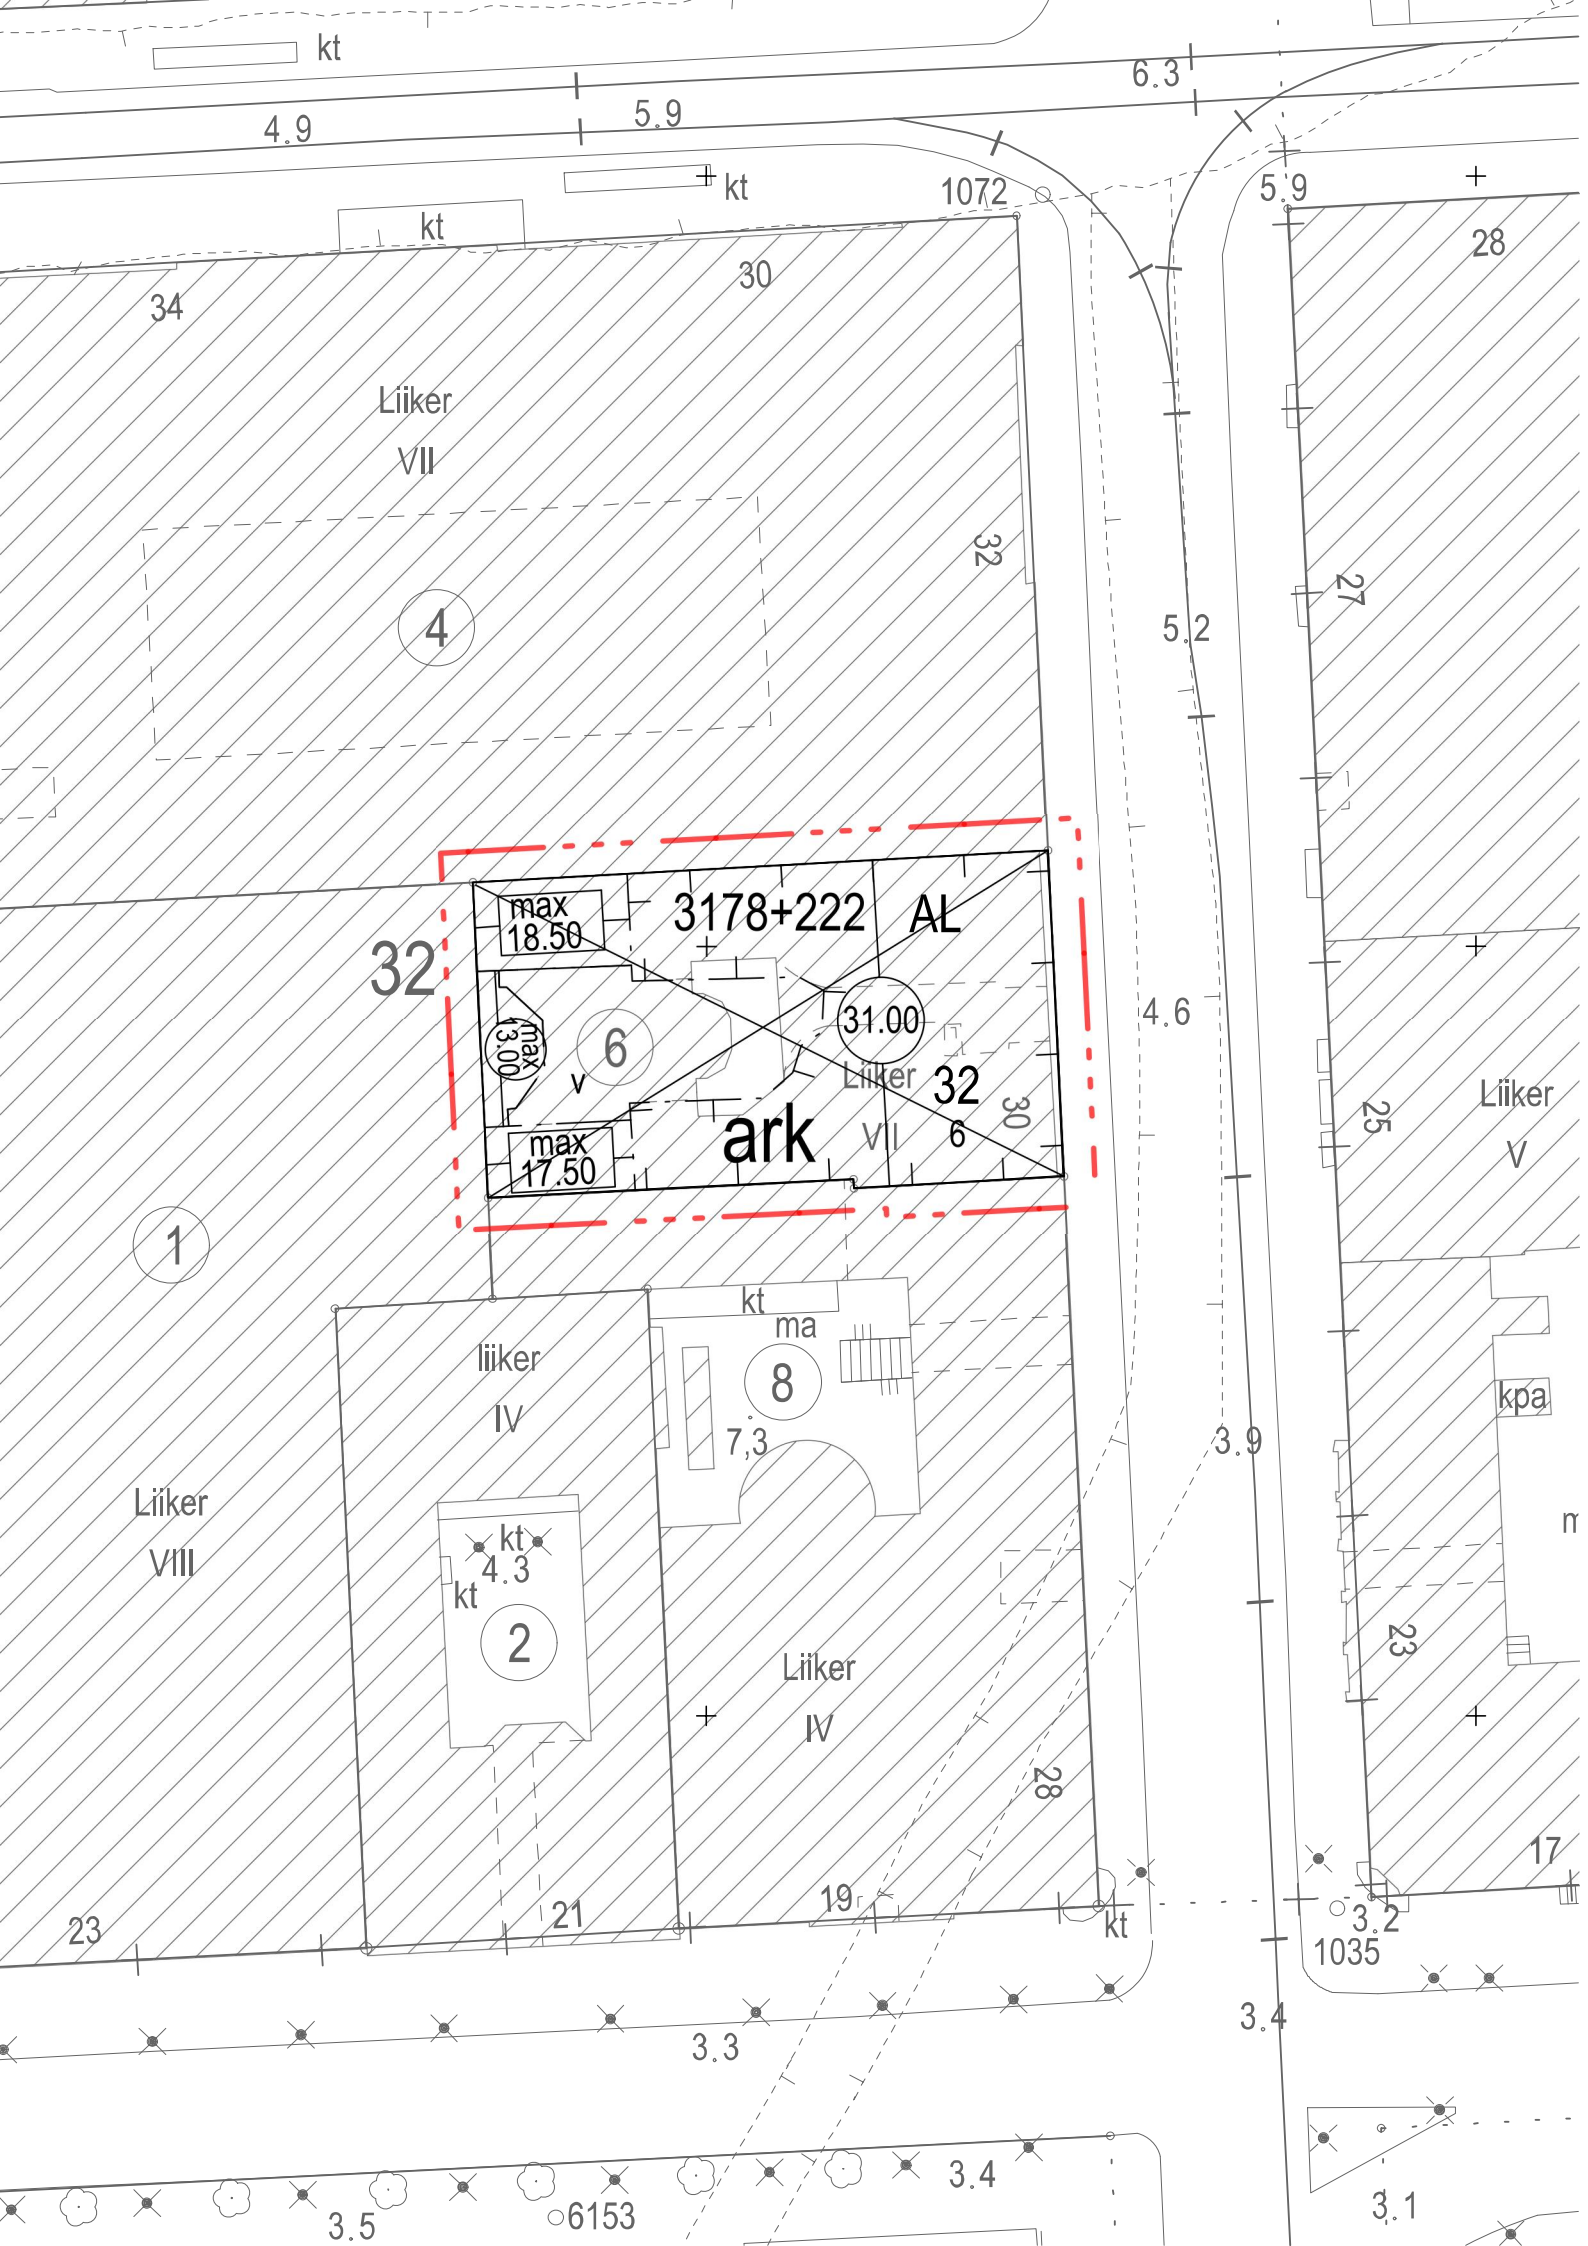 kt
6.3
5.9
4.9
kt
1072
5.9
kt
28
30
34
Liiker
VII
32
27
4
5.2
max
18.50
3178+222
AL
32
4.6
31.00
6
max
13.00
v
Liiker
32
30
Liiker
25
ark
VII
6
V
max
17.50
1
kt
ma
liiker
8
kpa
IV
7,3
3.9
Liiker
VIII
kt
4.3
kt
m
2
23
Liiker
IV
28
17
19
21
23
kt
3.2
1035
3.4
3.3
3.4
3.5
6153
3.1